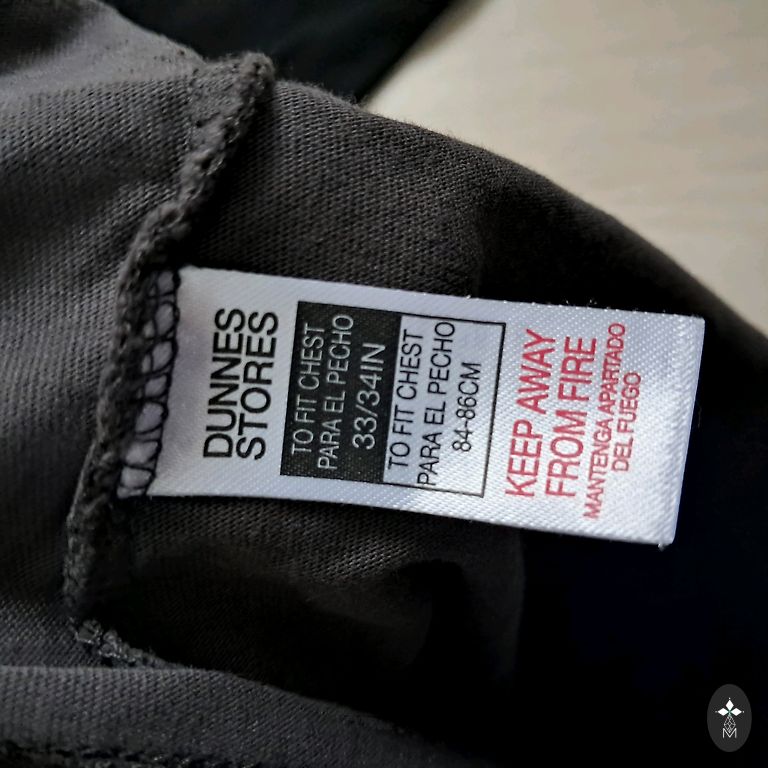 DUNNES
STORES
TO FIT CHEST
PARA EL PECHO
33/34IN
TO FIT CHEST
PARA EL PECHO
84-86CM
KEEP AWAY
FROM FIRE
MANTENGA APARTADO
DEL FUEGO
M